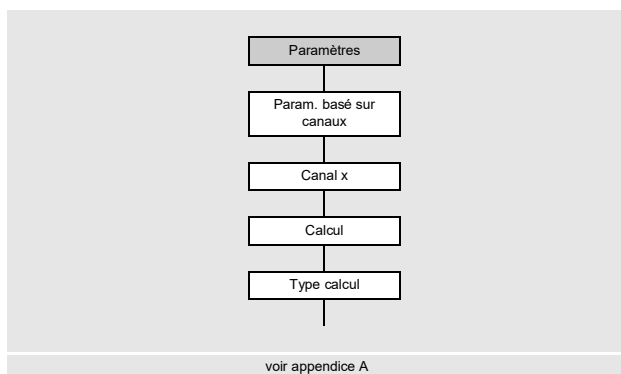 Paramètres
Param. basé sur
canaux
Canal x
Calcul
Type calcul
voir appendice A